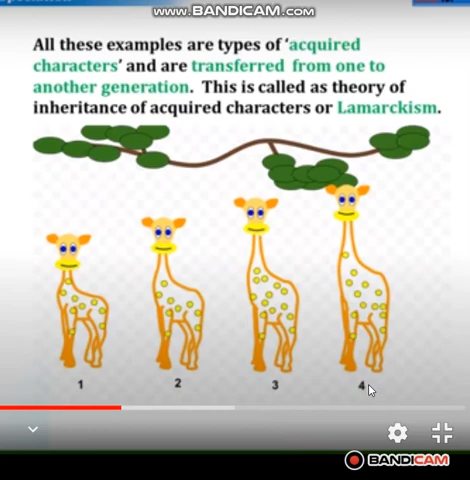 www.BANDICAM.com
All these examples are types of ‘acquired
characters’ and are transferred from one to
another generation. This is called as theory of
inheritance of acquired characters or Lamarckism.
1 2 3 4
BANDICAM